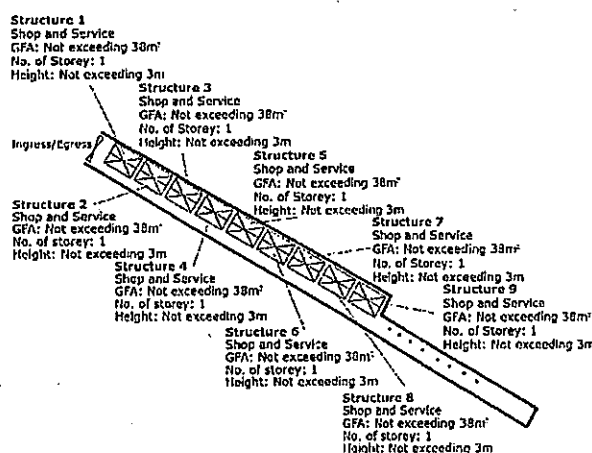 Structure 1
Shop and Service
GFA: Not exceeding 38m²
No. of Storey: 1
Height: Not exceeding 3m
Structure 3
Shop and Service
GFA: Not exceeding 38m²
No. of Storey: 1
Height: Not exceeding 3m
Ingress/Egress
Structure 5
Shop and Service
GFA: Not exceeding 38m²
No. of Storey: 1
Height: Not exceeding 3m
Structure 2
Shop and Service
GFA: Not exceeding 38m²
No. of storey: 1
Height: Not exceeding 3m
Structure 7
Shop and Service
GFA: Not exceeding 38m²
No. of Storey: 1
Height: Not exceeding 3m
Structure 4
Shop and Service
GFA: Not exceeding 38m²
No. of storey: 1
Height: Not exceeding 3m
Structure 9
Shop and Service
GFA: Not exceeding 38m²
No. of Storey: 1
Height: Not exceeding 3m
Structure 6
Shop and Service
GFA: Not exceeding 38m²
No. of storey: 1
Height: Not exceeding 3m
Structure 8
Shop and Service
GFA: Not exceeding 38m²
No. of storey: 1
Height: Not exceeding 3m